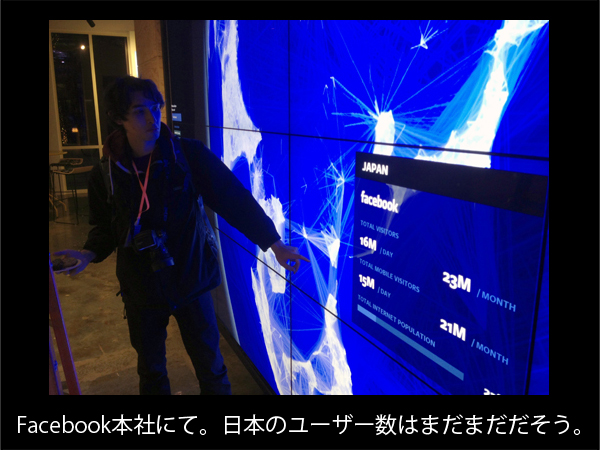 JAPAN
facebook
TOTAL VISITORS
16M / DAY
23M / MONTH
TOTAL MOBILE VISITORS
15M / DAY
21M / MONTH
TOTAL INTERNET POPULATION
Facebook本社にて。日本のユーザー数はまだまだだそう。